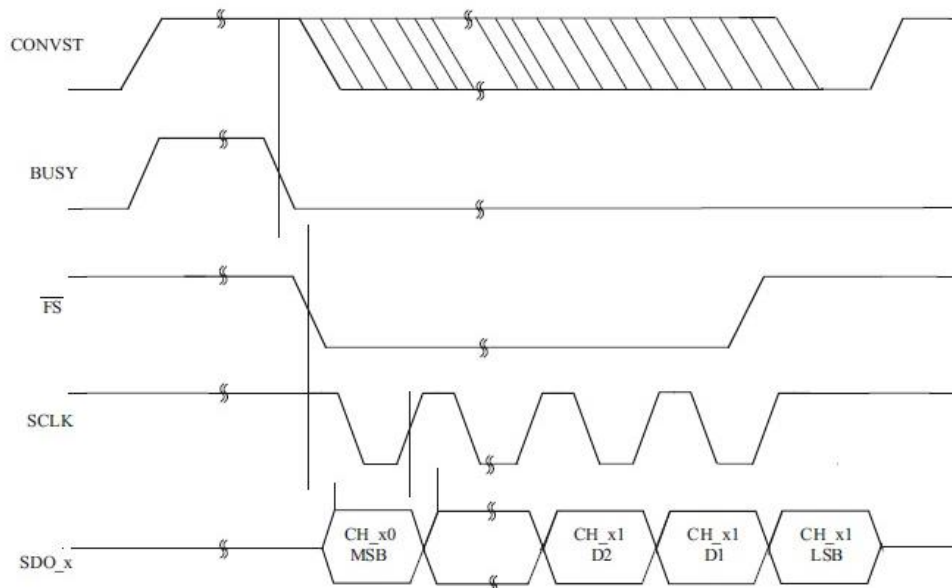 CONVST
BUSY
FS
SCLK
SDO_x
CH_x0
MSB
CH_x1
D2
CH_x1
D1
CH_x1
LSB